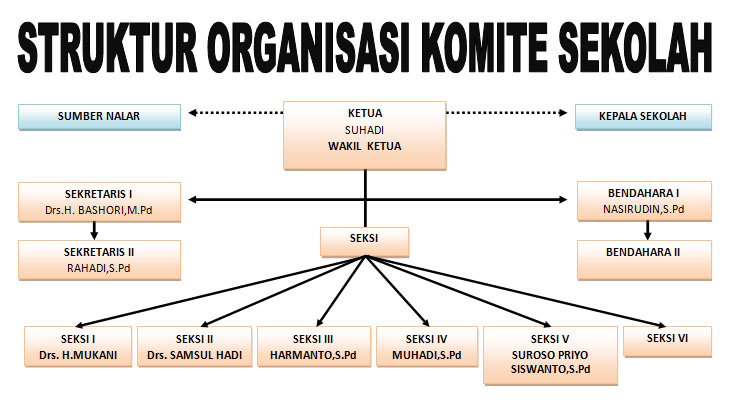 STRUKTUR ORGANISASI KOMITE SEKOLAH
SUMBER NALAR
KETUA
SUHADI
WAKIL KETUA
KEPALA SEKOLAH
SEKRETARIS I
Drs.H. BASHORI,M.Pd
BENDAHARA I
NASIRUDIN,S.Pd
SEKRETARIS II
RAHADI,S.Pd
SEKSI
BENDAHARA II
SEKSI I
Drs. H.MUKANI
SEKSI II
Drs. SAMSUL HADI
SEKSI III
HARMANTO,S.Pd
SEKSI IV
MUHADI,S.Pd
SEKSI V
SUROSO PRIYO
SISWANTO,S.Pd
SEKSI VI